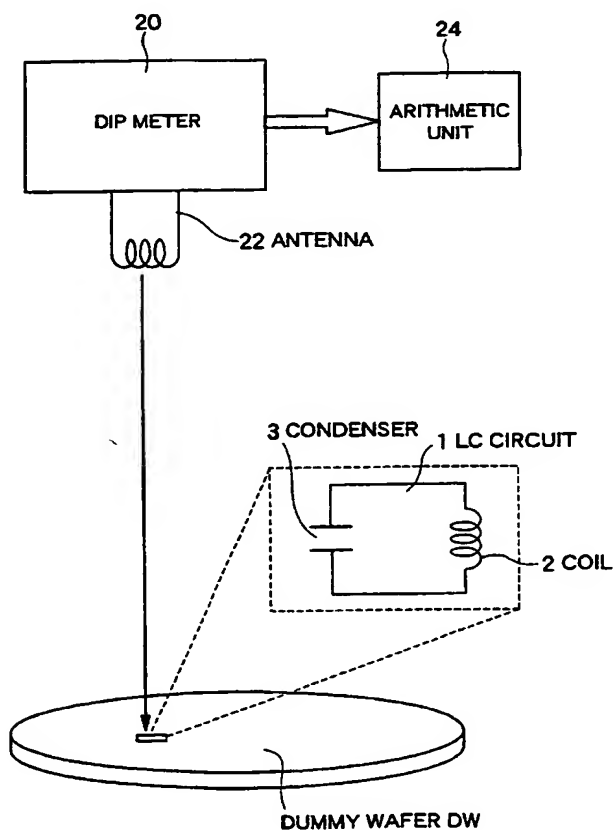 20
DIP METER
24
ARITHMETIC
UNIT
22 ANTENNA
3 CONDENSER
1 LC CIRCUIT
2 COIL
DUMMY WAFER DW